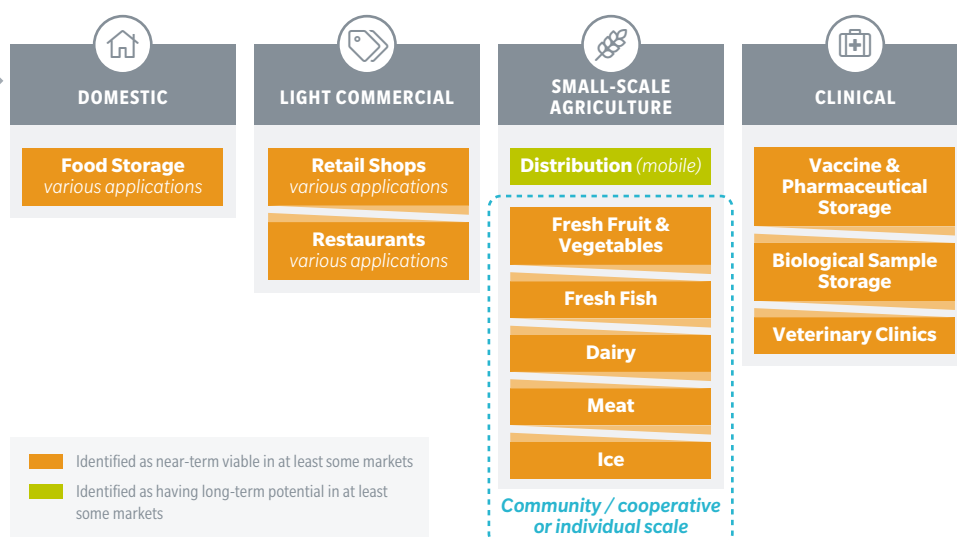 DOMESTIC
Food Storage
various applications
LIGHT COMMERCIAL
Retail Shops
various applications
Restaurants
various applications
SMALL-SCALE
AGRICULTURE
Distribution (mobile)
Fresh Fruit &
Vegetables
Fresh Fish
Dairy
Meat
Ice
Community / cooperative
or individual scale
CLINICAL
Vaccine &
Pharmaceutical
Storage
Biological Sample
Storage
Veterinary Clinics
Identified as near-term viable in at least some markets
Identified as having long-term potential in at least
some markets